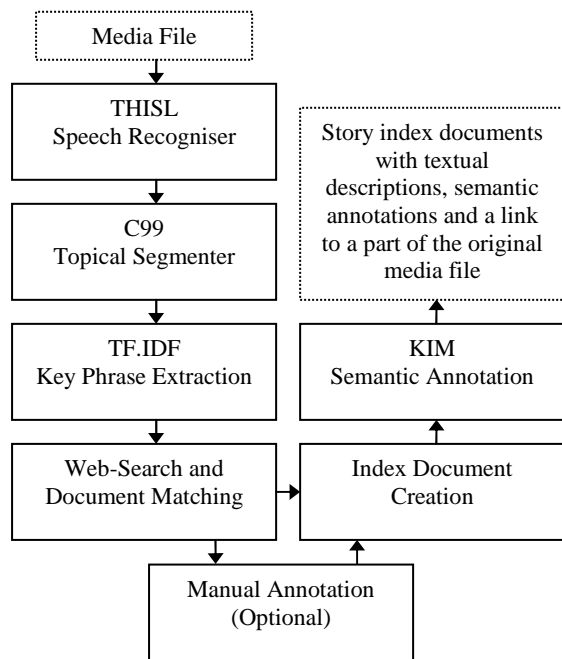 Media File
THISL
Speech Recogniser
C99
Topical Segmenter
TF.IDF
Key Phrase Extraction
Web-Search and
Document Matching
Manual Annotation
(Optional)
Index Document
Creation
KIM
Semantic Annotation
Story index documents
with textual
descriptions, semantic
annotations and a link
to a part of the original
media file